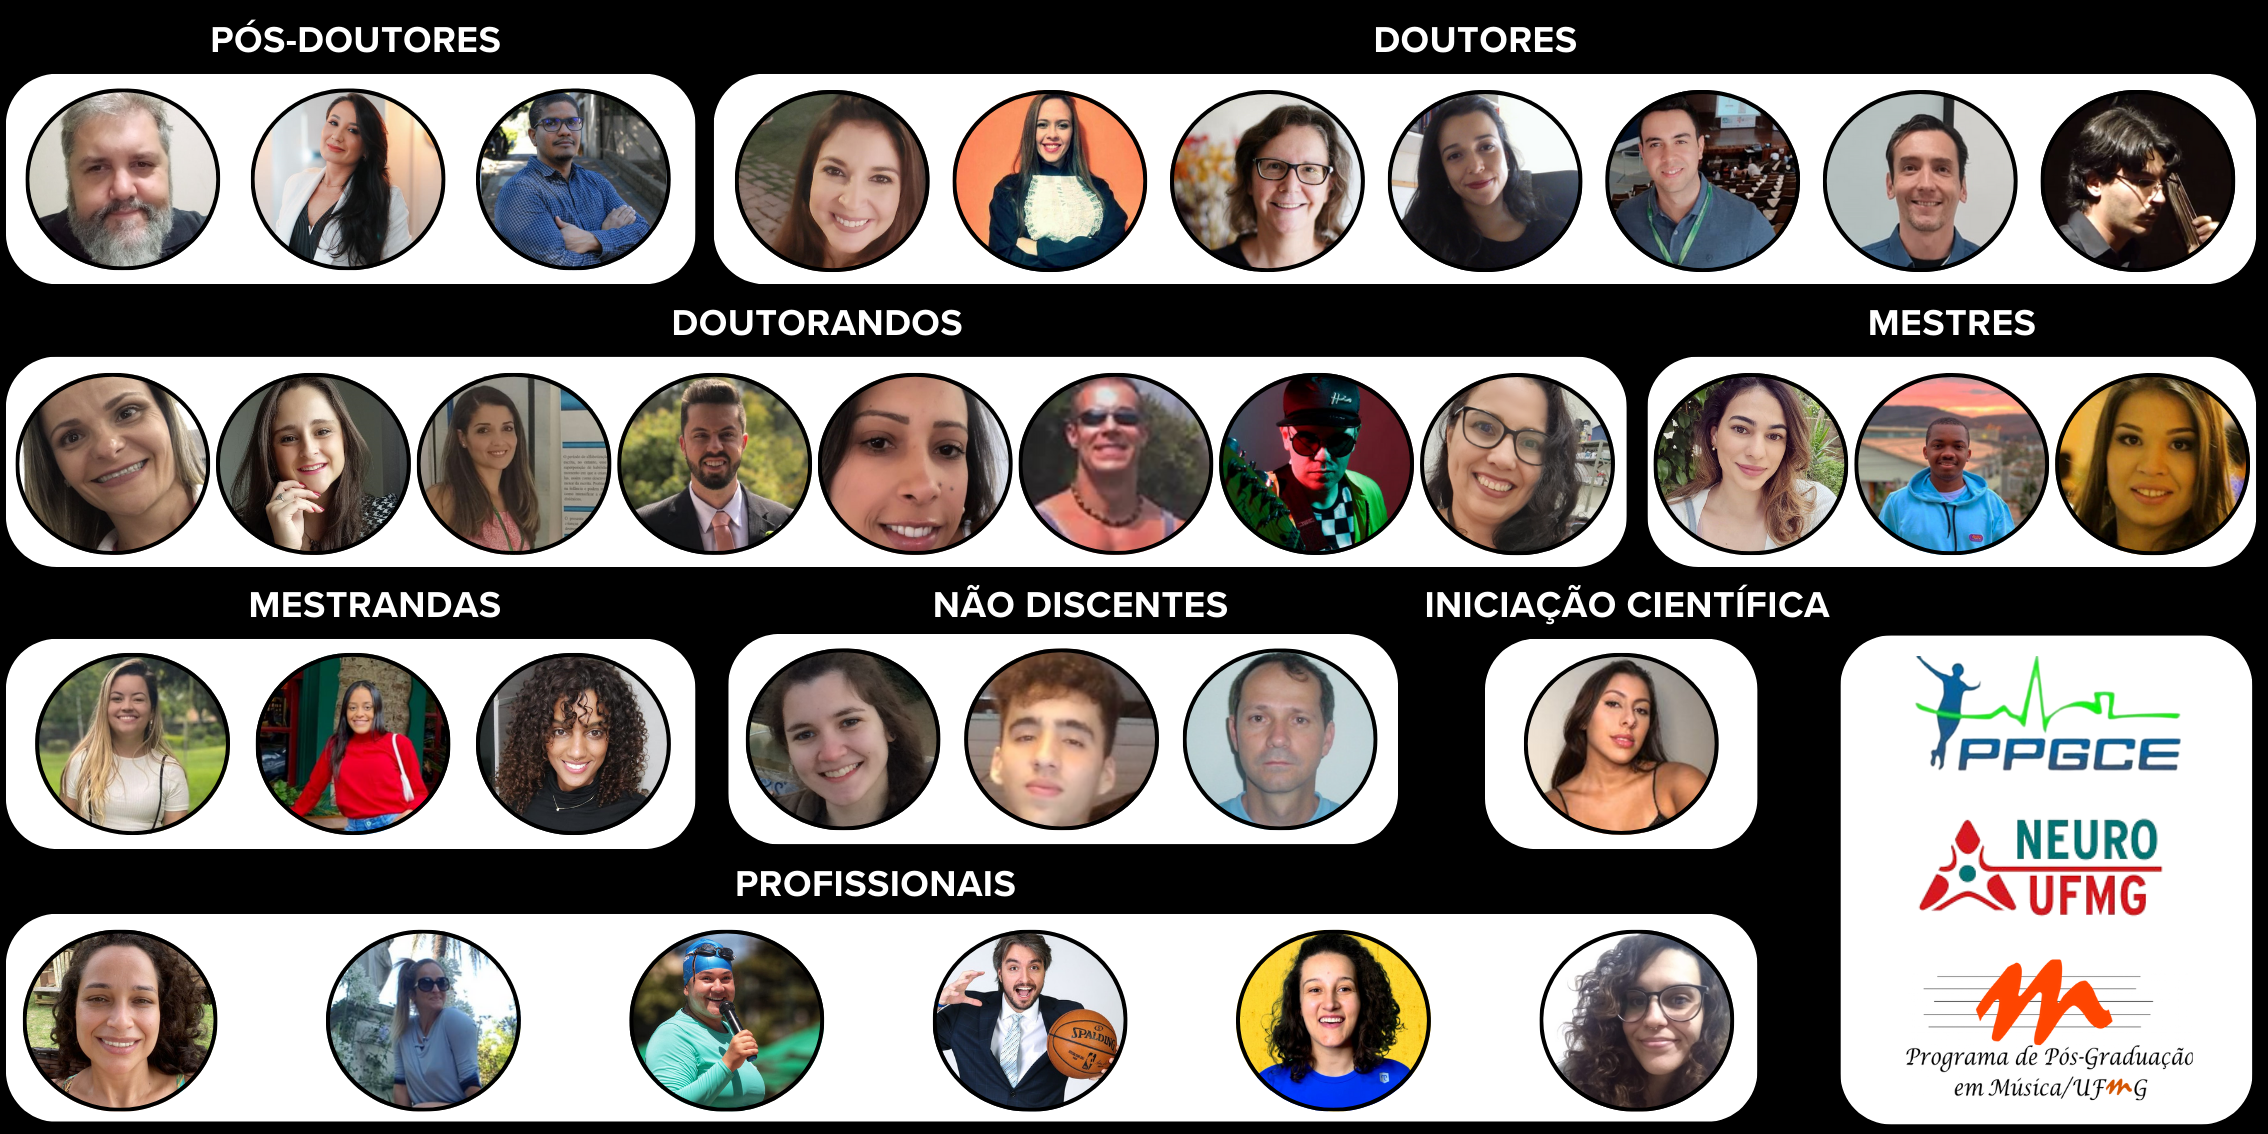 PÓS-DOUTORES
DOUTORES
DOUTORANDOS
MESTRES
MESTRANDAS
NÃO DISCENTES
INICIAÇÃO CIENTÍFICA
PROFISSIONAIS
SPALDING
PPGCE
NEURO
UFMG
Programa de Pós-Graduação
em Música/UFMG